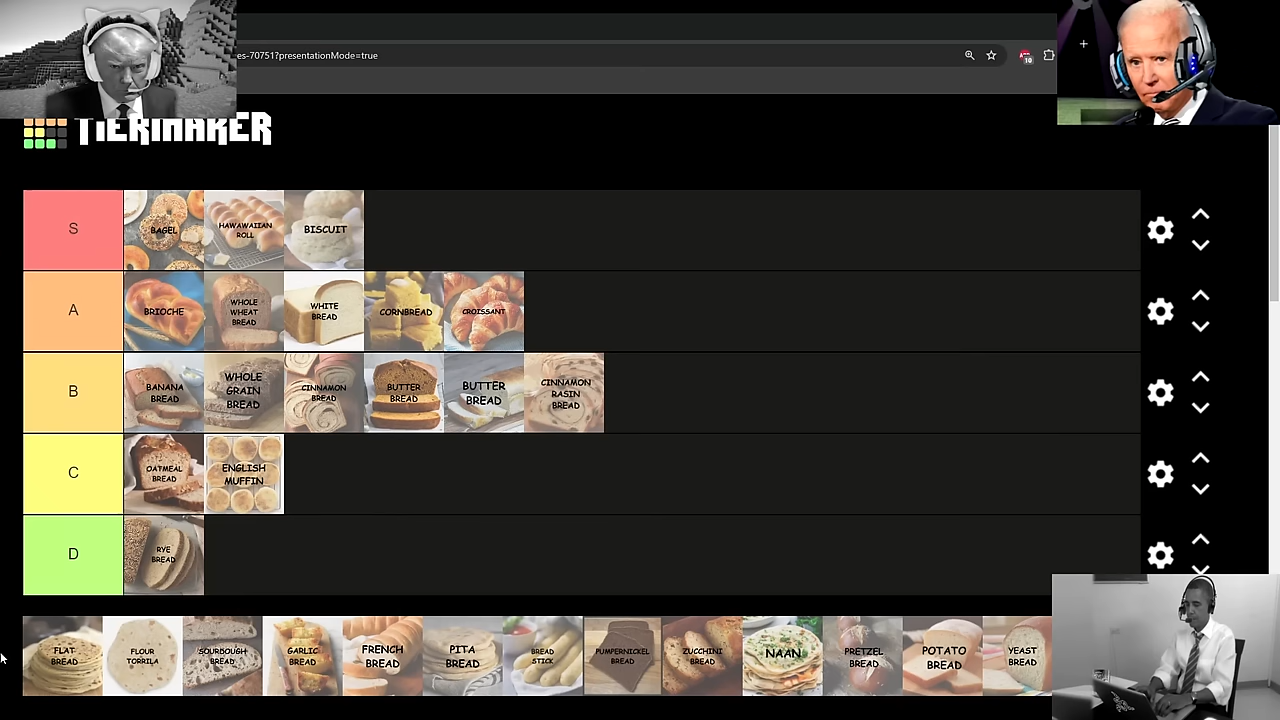 es-70751?presentationMode=true
10
TiERMAKER
S
BAGEL
HAWAWAIIAN
ROLL
BISCUIT
A
BRIOCHE
WHOLE
WHEAT
BREAD
WHITE
BREAD
CORNBREAD
CROISSANT
B
BANANA
BREAD
WHOLE
GRAIN
BREAD
CINNAMON
BREAD
BUTTER
BREAD
BUTTER
BREAD
CINNAMON
RASIN
BREAD
C
OATMEAL
BREAD
ENGLISH
MUFFIN
D
RYE
BREAD
FLAT
BREAD
FLOUR
TORRILA
SOURDOUGH
BREAD
GARLIC
BREAD
FRENCH
BREAD
PITA
BREAD
BREAD
STICK
PUMPERNICKEL
BREAD
ZUCCHINI
BREAD
NAAN
PRETZEL
BREAD
POTATO
BREAD
YEAST
BREAD